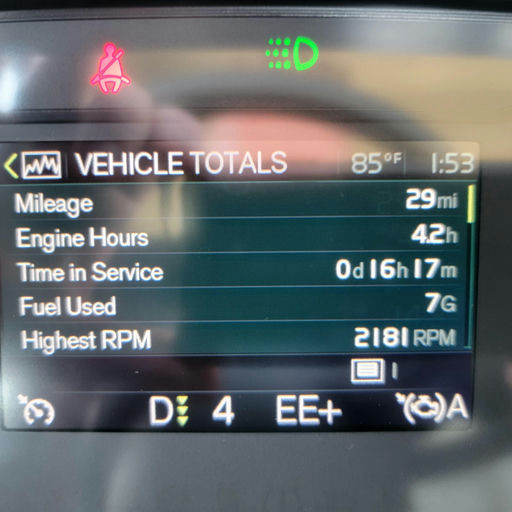 VEHICLE TOTALS 85°F 1:53
Mileage 29mi
Engine Hours 4.2h
Time in Service 0d 16h 17m
Fuel Used 7G
Highest RPM 2181 RPM
1
D 4 EE+ A